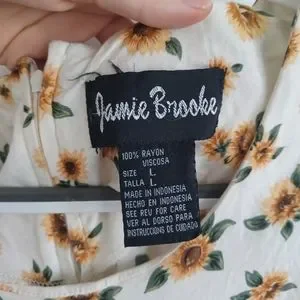 Jamie Brooke
100% RAYON
VISCOSA
SIZE L
TALLA L
MADE IN INDONESIA
HECHO EN INDONESIA
SEE REV FOR CARE
VER AL DORSO PARA
INSTRUCCIONS DE CUIDADO